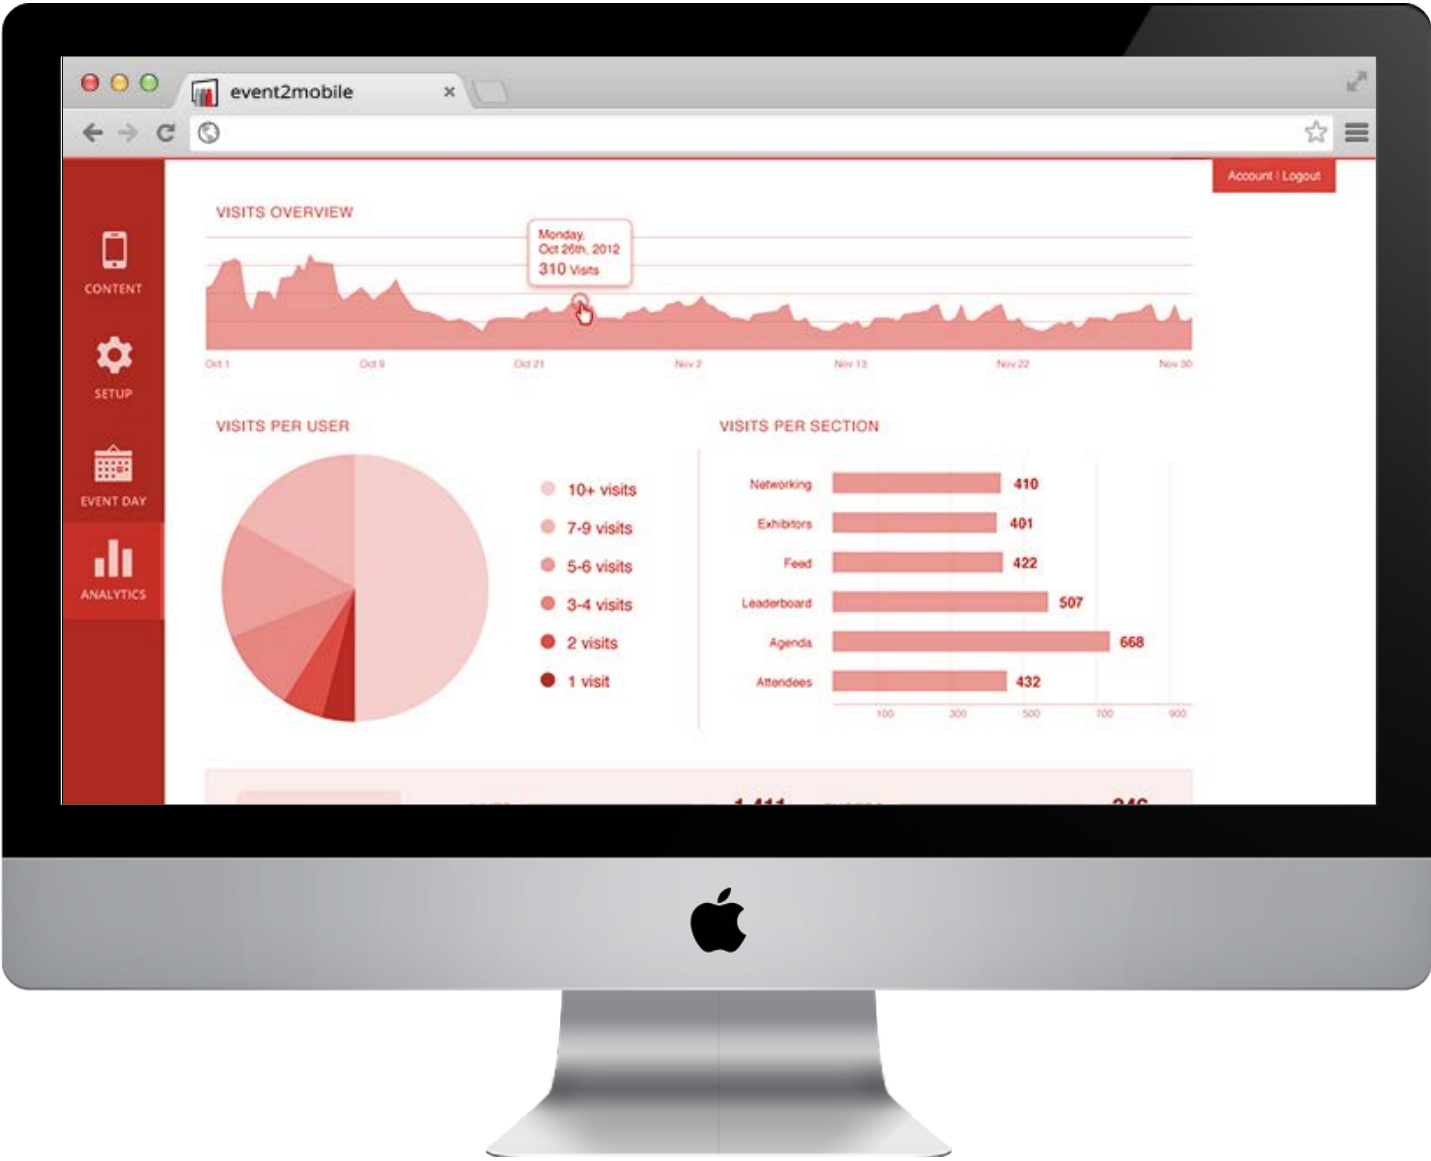 event2mobile
Account | Logout
CONTENT
SETUP
EVENT DAY
ANALYTICS
VISITS OVERVIEW
Monday,
Oct 26th, 2012
310 Visits
Oct 1 Oct 9 Oct 21 Nov 2 Nov 13 Nov 22 Nov 30
VISITS PER USER
10+ visits
7-9 visits
5-6 visits
3-4 visits
2 visits
1 visit
VISITS PER SECTION
Networking 410
Exhibitors 401
Feed 422
Leaderboard 507
Agenda 668
Attendees 432
100 300 500 700 900